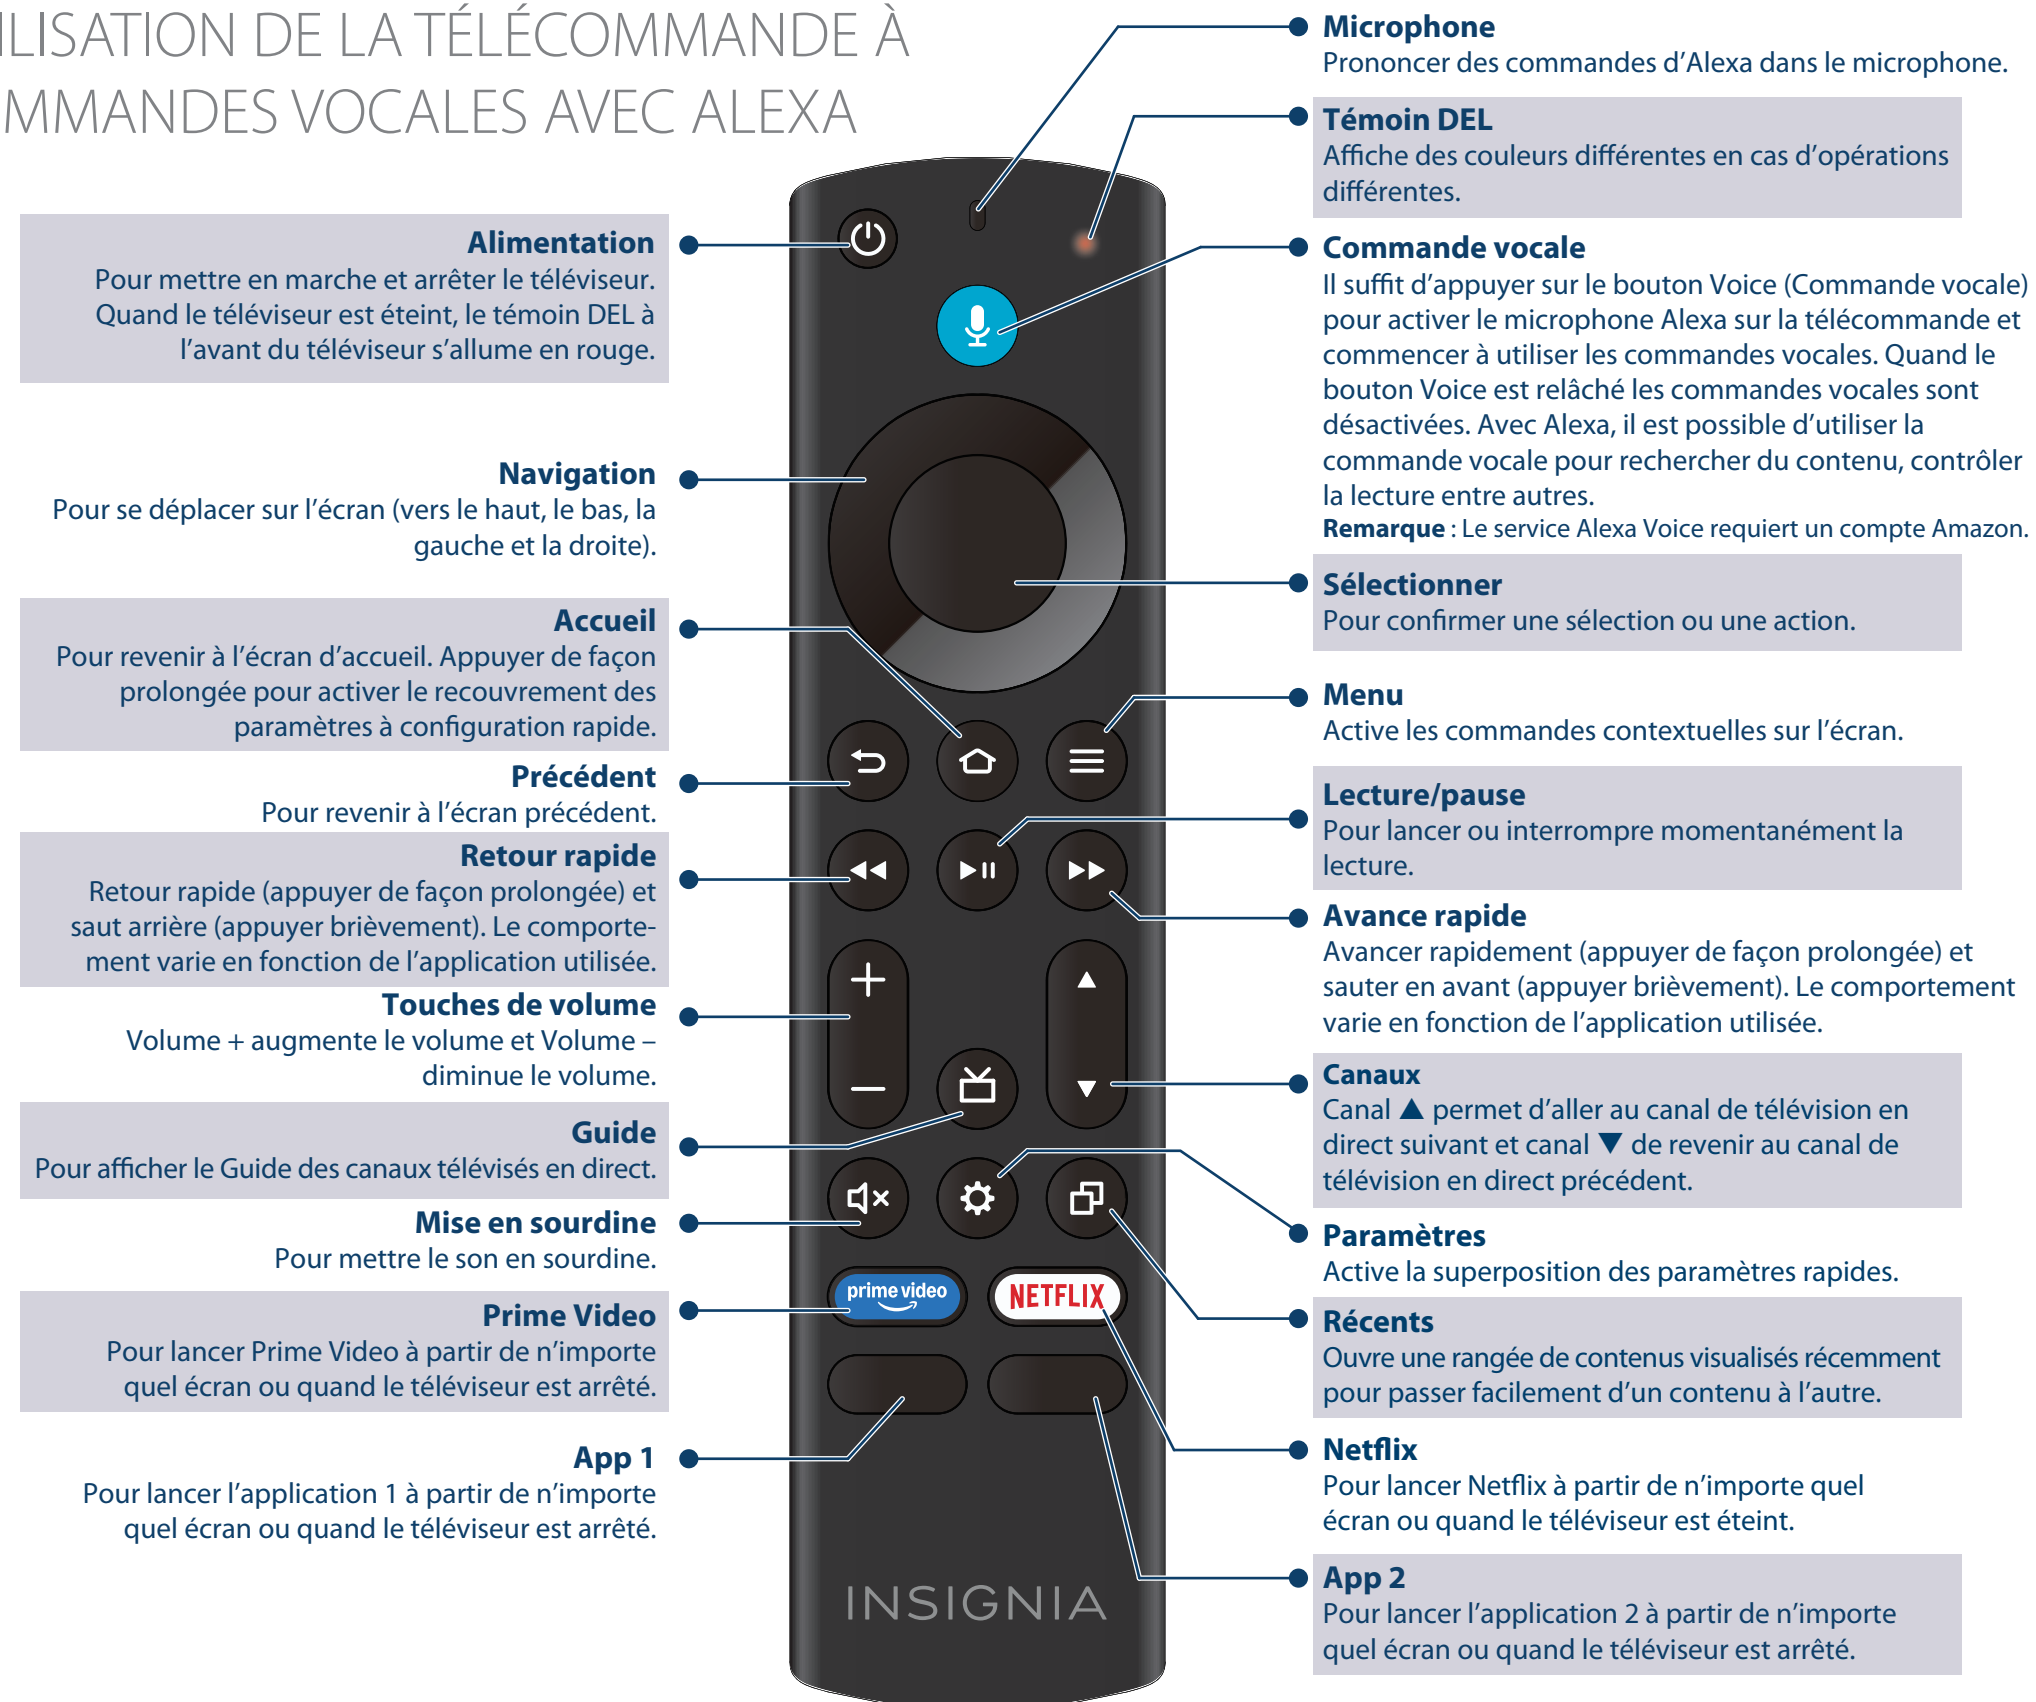 ILISATION DE LA TÉLÉCOMMANDE À
MMANDES VOCALES AVEC ALEXA
Alimentation
Pour mettre en marche et arrêter le téléviseur.
Quand le téléviseur est éteint, le témoin DEL à
l’avant du téléviseur s’allume en rouge.
Navigation
Pour se déplacer sur l’écran (vers le haut, le bas, la
gauche et la droite).
Accueil
Pour revenir à l’écran d’accueil. Appuyer de façon
prolongée pour activer le recouvrement des
paramètres à configuration rapide.
Précédent
Pour revenir à l’écran précédent.
Retour rapide
Retour rapide (appuyer de façon prolongée) et
saut arrière (appuyer brièvement). Le comporte-
ment varie en fonction de l’application utilisée.
Touches de volume
Volume + augmente le volume et Volume –
diminue le volume.
Guide
Pour afficher le Guide des canaux télévisés en direct.
Mise en sourdine
Pour mettre le son en sourdine.
Prime Video
Pour lancer Prime Video à partir de n’importe
quel écran ou quand le téléviseur est arrêté.
App 1
Pour lancer l’application 1 à partir de n’importe
quel écran ou quand le téléviseur est arrêté.
prime video
NETFLIX
INSIGNIA
Microphone
Prononcer des commandes d’Alexa dans le microphone.
Témoin DEL
Affiche des couleurs différentes en cas d’opérations
différentes.
Commande vocale
Il suffit d’appuyer sur le bouton Voice (Commande vocale)
pour activer le microphone Alexa sur la télécommande et
commencer à utiliser les commandes vocales. Quand le
bouton Voice est relâché les commandes vocales sont
désactivées. Avec Alexa, il est possible d’utiliser la
commande vocale pour rechercher du contenu, contrôler
la lecture entre autres.
Remarque : Le service Alexa Voice requiert un compte Amazon.
Sélectionner
Pour confirmer une sélection ou une action.
Menu
Active les commandes contextuelles sur l’écran.
Lecture/pause
Pour lancer ou interrompre momentanément la
lecture.
Avance rapide
Avancer rapidement (appuyer de façon prolongée) et
sauter en avant (appuyer brièvement). Le comportement
varie en fonction de l’application utilisée.
Canaux
Canal ▲ permet d’aller au canal de télévision en
direct suivant et canal ▼ de revenir au canal de
télévision en direct précédent.
Paramètres
Active la superposition des paramètres rapides.
Récents
Ouvre une rangée de contenus visualisés récemment
pour passer facilement d’un contenu à l’autre.
Netflix
Pour lancer Netflix à partir de n’importe quel
écran ou quand le téléviseur est éteint.
App 2
Pour lancer l’application 2 à partir de n’importe
quel écran ou quand le téléviseur est arrêté.